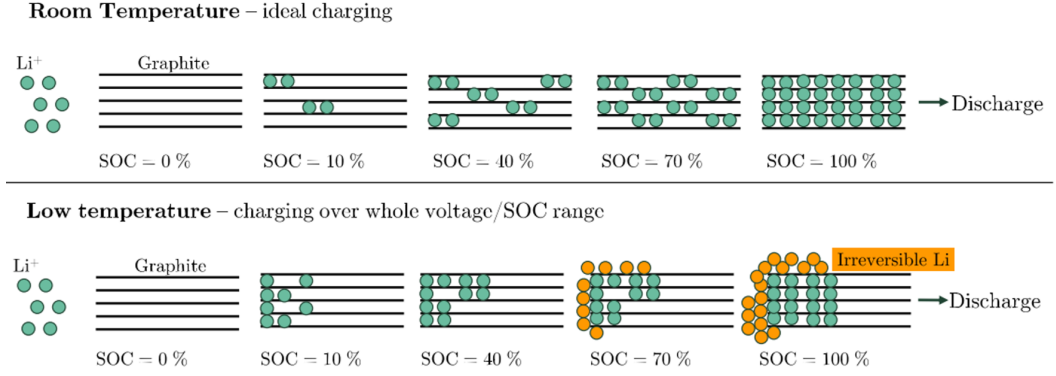 Room Temperature – ideal charging
Li⁺
Graphite
SOC = 0 %
SOC = 10 %
SOC = 40 %
SOC = 70 %
SOC = 100 %
Discharge
Low temperature – charging over whole voltage/SOC range
Li⁺
Graphite
Irreversible Li
SOC = 0 %
SOC = 10 %
SOC = 40 %
SOC = 70 %
SOC = 100 %
Discharge